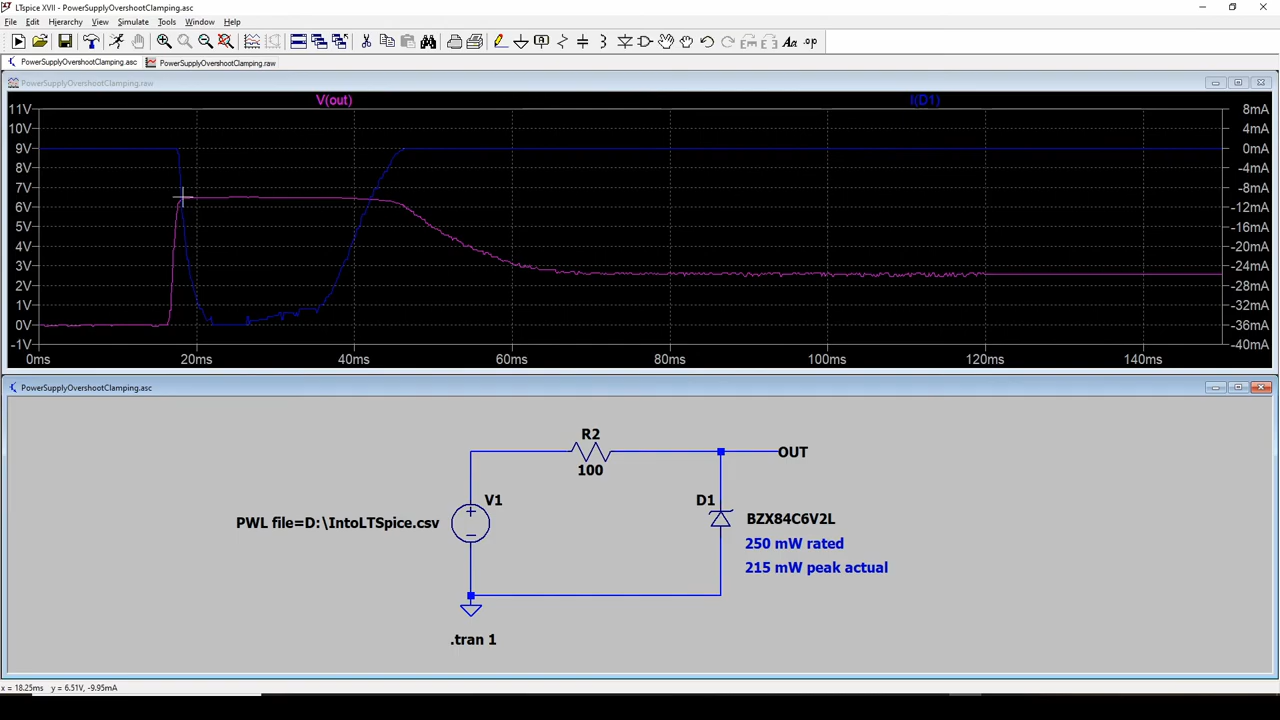 LTspice XVII - PowerSupplyOvershootClamping.asc
File Edit Hierarchy View Simulate Tools Window Help
PowerSupplyOvershootClamping.asc PowerSupplyOvershootClamping.raw
PowerSupplyOvershootClamping.raw
V(out) I(D1)
11V 8mA
10V 4mA
9V 0mA
8V -4mA
7V -8mA
6V -12mA
5V -16mA
4V -20mA
3V -24mA
2V -28mA
1V -32mA
0V -36mA
-1V -40mA
0ms 20ms 40ms 60ms 80ms 100ms 120ms 140ms
PowerSupplyOvershootClamping.asc
R2
100
OUT
V1
D1
PWL file=D:\IntoLTSpice.csv
BZX84C6V2L
250 mW rated
215 mW peak actual
.tran 1
x = 18.25ms y = 6.51V, -9.95mA